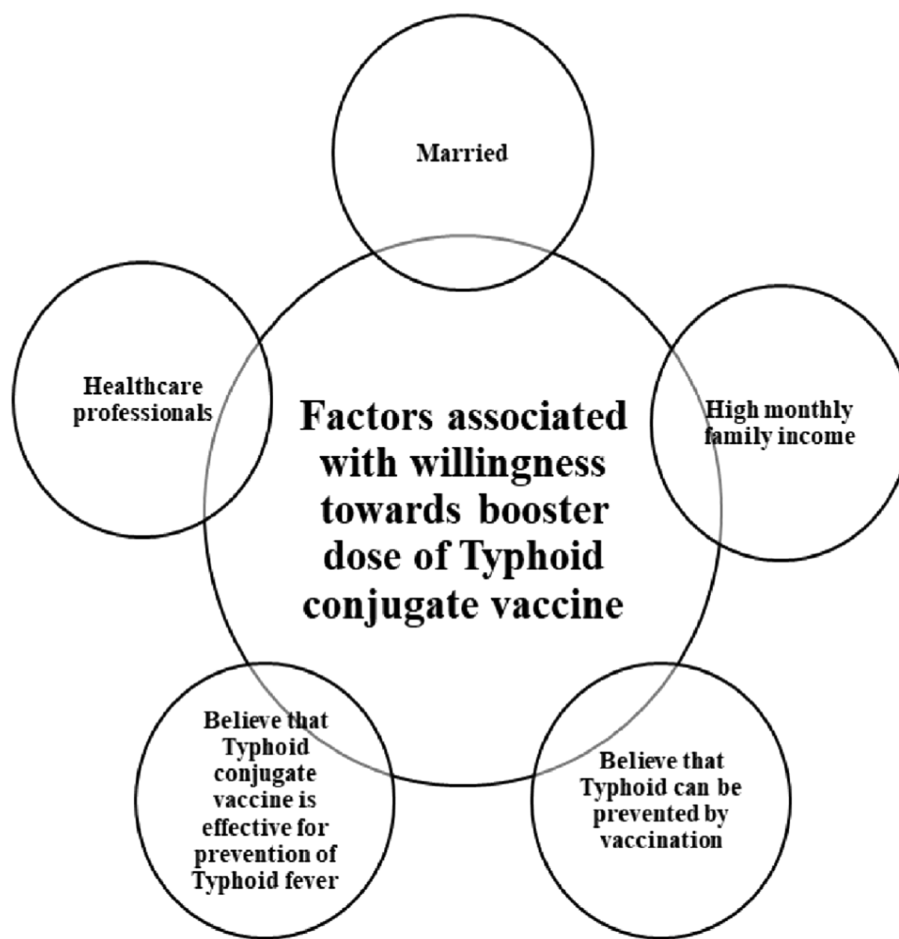 Married
Healthcare
professionals
High monthly
family income
Factors associated
with willingness
towards booster
dose of Typhoid
conjugate vaccine
Believe that
Typhoid
conjugate
vaccine is
effective for
prevention of
Typhoid fever
Believe that
Typhoid can be
prevented by
vaccination